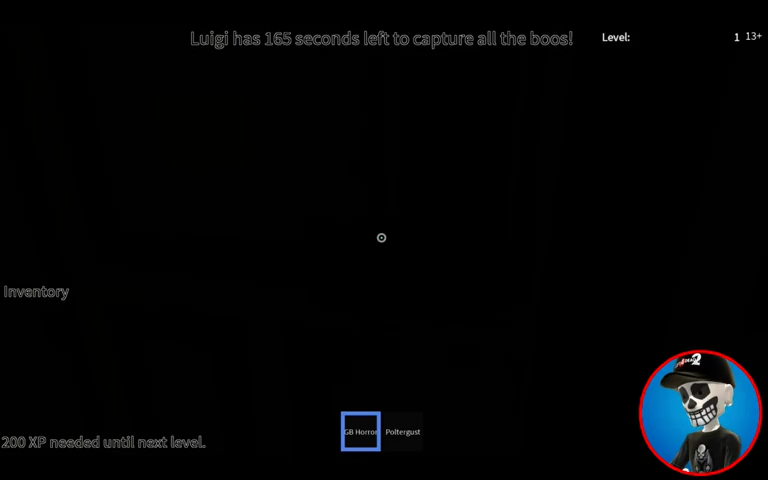 Luigi has 165 seconds left to capture all the boos!
Level: 1 13+
Inventory
GB Horror Poltergust
200 XP needed until next level.
2